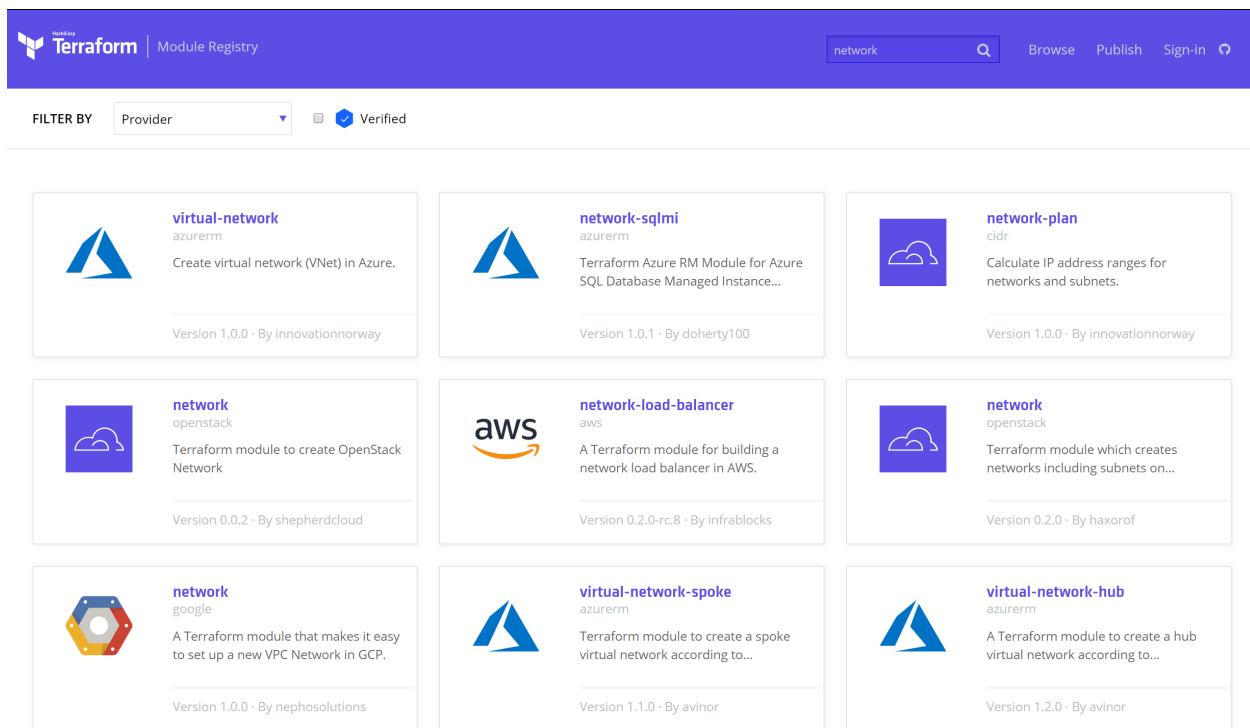 HashiCorp
Terraform Module Registry
network
Browse Publish Sign-in
FILTER BY
Provider
Verified
virtual-network
azurerm
Create virtual network (VNet) in Azure.
Version 1.0.0 · By innovationnorway
network-sqlmi
azurerm
Terraform Azure RM Module for Azure
SQL Database Managed Instance...
Version 1.0.1 · By doherty100
network-plan
cidr
Calculate IP address ranges for
networks and subnets.
Version 1.0.0 · By innovationnorway
network
openstack
Terraform module to create OpenStack
Network
Version 0.0.2 · By shepherdcloud
aws
network-load-balancer
aws
A Terraform module for building a
network load balancer in AWS.
Version 0.2.0-rc.8 · By infrablocks
network
openstack
Terraform module which creates
networks including subnets on...
Version 0.2.0 · By haxorof
network
google
A Terraform module that makes it easy
to set up a new VPC Network in GCP.
Version 1.0.0 · By nephosolutions
virtual-network-spoke
azurerm
Terraform module to create a spoke
virtual network according to...
Version 1.1.0 · By avinor
virtual-network-hub
azurerm
A Terraform module to create a hub
virtual network according to...
Version 1.2.0 · By avinor